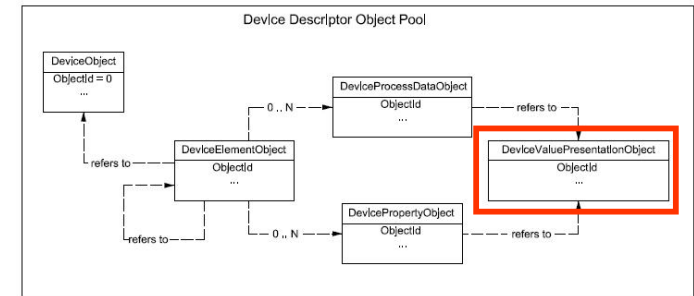 Device Descriptor Object Pool
DeviceObject
ObjectId = 0
...
DeviceProcessDataObject
ObjectId
...
0 .. N
refers to
DeviceElementObject
ObjectId
...
DeviceValuePresentationObject
ObjectId
...
refers to
DevicePropertyObject
ObjectId
...
refers to
0 .. N
refers to